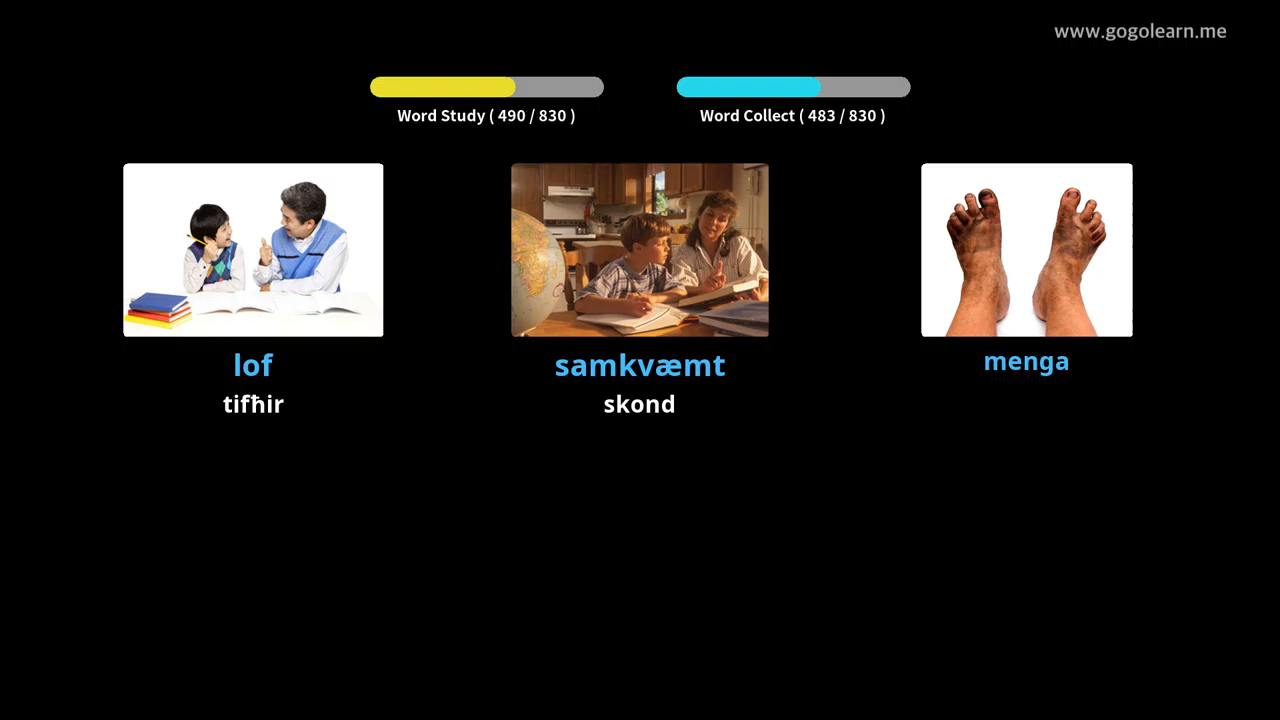 www.gogolearn.me
Word Study ( 490 / 830 )
Word Collect ( 483 / 830 )
lof
tifħir
samkvæmt
skond
menga